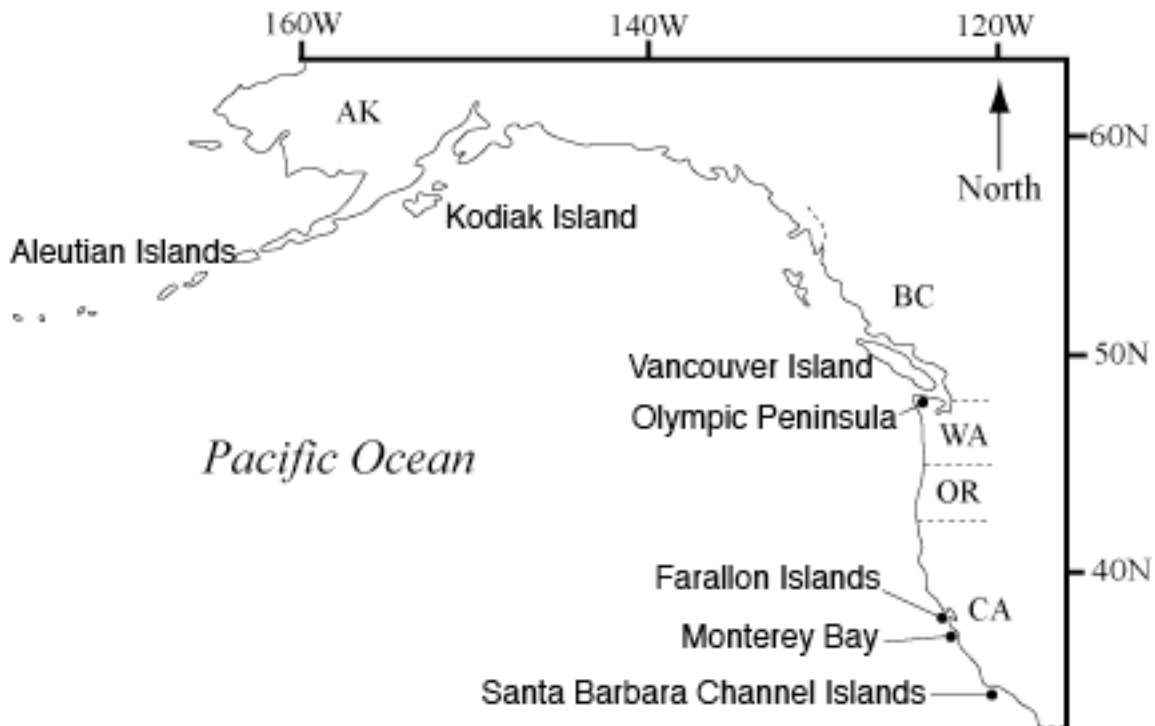 160W 140W 120W
AK
60N
North
Kodiak Island
Aleutian Islands
BC
50N
Vancouver Island
Olympic Peninsula
WA
Pacific Ocean
OR
40N
Farallon Islands
CA
Monterey Bay
Santa Barbara Channel Islands